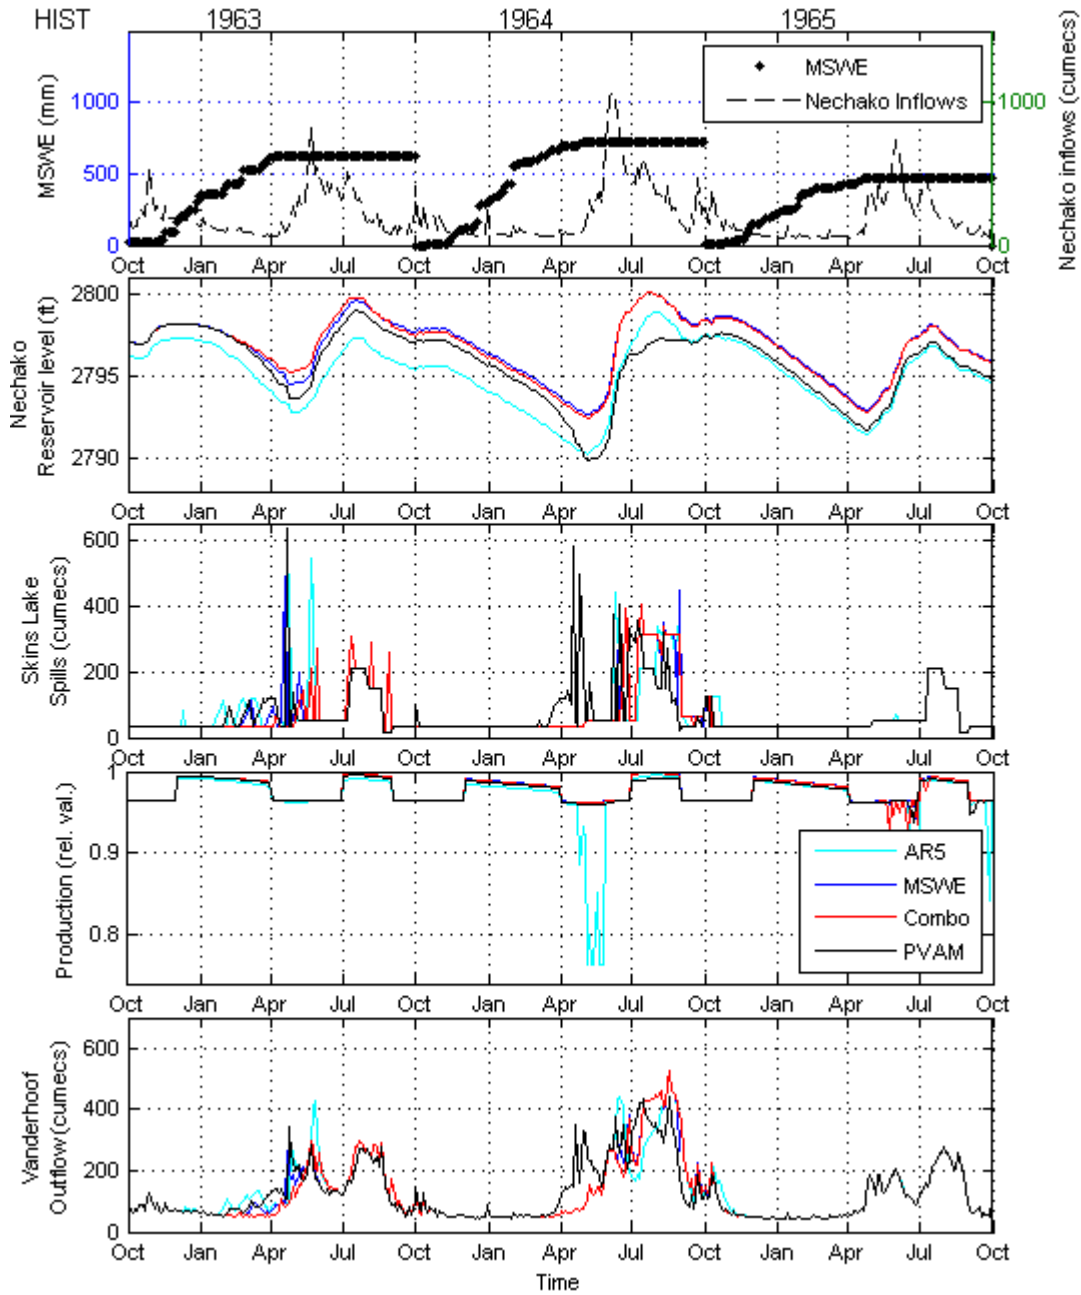 HIST 1963 1964 1965
MSWE (mm)
1000
500
0
MSWE
Nechako Inflows
1000
0
Nechako inflows (cumecs)
Oct Jan Apr Jul Oct Jan Apr Jul Oct Jan Apr Jul Oct
Nechako
Reservoir level (ft)
2800
2795
2790
Oct Jan Apr Jul Oct Jan Apr Jul Oct Jan Apr Jul Oct
Skins Lake
Spills (cumecs)
600
400
200
0
Oct Jan Apr Jul Oct Jan Apr Jul Oct Jan Apr Jul Oct
Production (rel. val.)
1
0.9
0.8
AR5
MSWE
Combo
PVAM
Oct Jan Apr Jul Oct Jan Apr Jul Oct Jan Apr Jul Oct
Vanderhoof
Outflow (cumecs)
600
400
200
0
Oct Jan Apr Jul Oct Jan Apr Jul Oct Jan Apr Jul Oct
Time